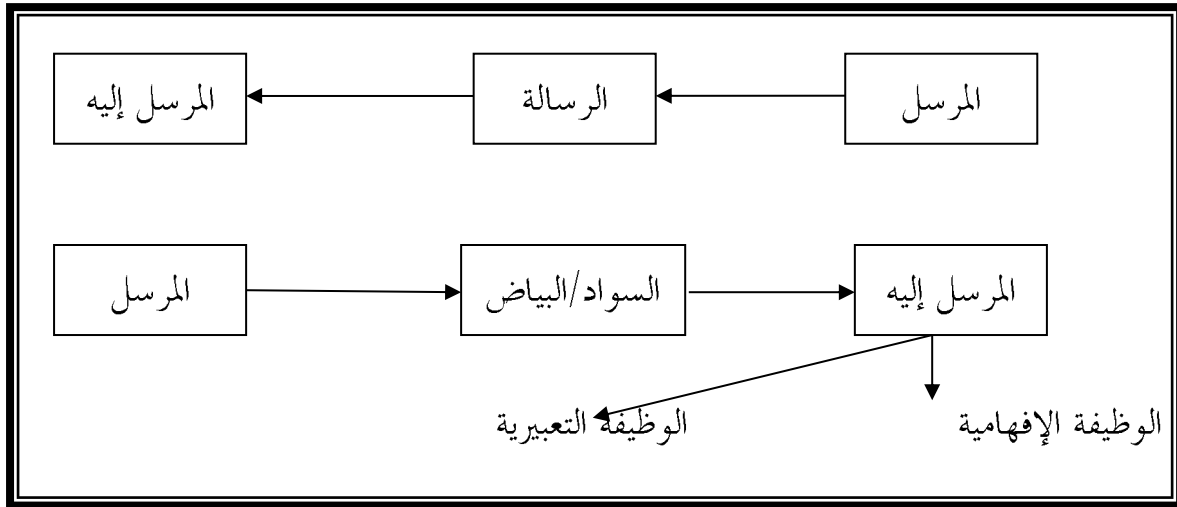 المرسل الرسالة المرسل إليه
المرسل إليه السواد/البياض المرسل
الوظيفة الإفهامية الوظيفة التعبيرية